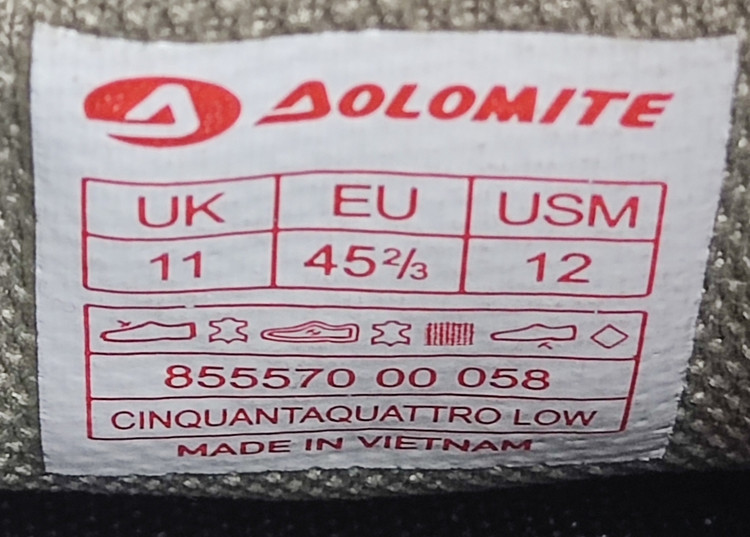 DOLOMITE
UK EU USM
11 45⅔ 12
855570 00 058
CINQUANTAQUATTRO LOW
MADE IN VIETNAM